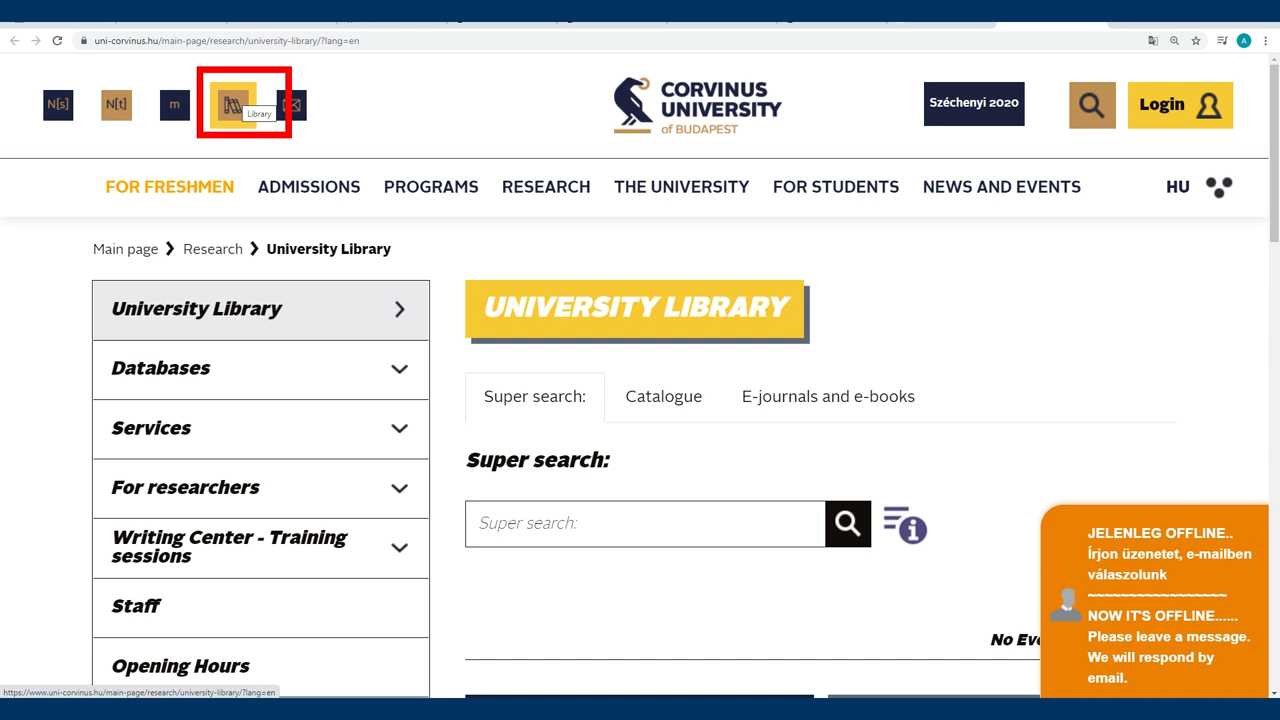 uni-corvinus.hu/main-page/research/university-library/?lang=en
A
N[s]
N[t]
m
Library
CORVINUS
UNIVERSITY
of BUDAPEST
Széchenyi 2020
Login
FOR FRESHMEN ADMISSIONS PROGRAMS RESEARCH THE UNIVERSITY FOR STUDENTS NEWS AND EVENTS HU
Main page ❯ Research ❯ University Library
University Library
Databases
Services
For researchers
Writing Center - Training
sessions
Staff
Opening Hours
UNIVERSITY LIBRARY
Super search: Catalogue E-journals and e-books
Super search:
Super search:
No Eve
JELENLEG OFFLINE..
Írjon üzenetet, e-mailben
válaszolunk
~~~~~~~~~~~~~~~~~
NOW IT'S OFFLINE......
Please leave a message.
We will respond by
email.
https://www.uni-corvinus.hu/main-page/research/university-library/?lang=en